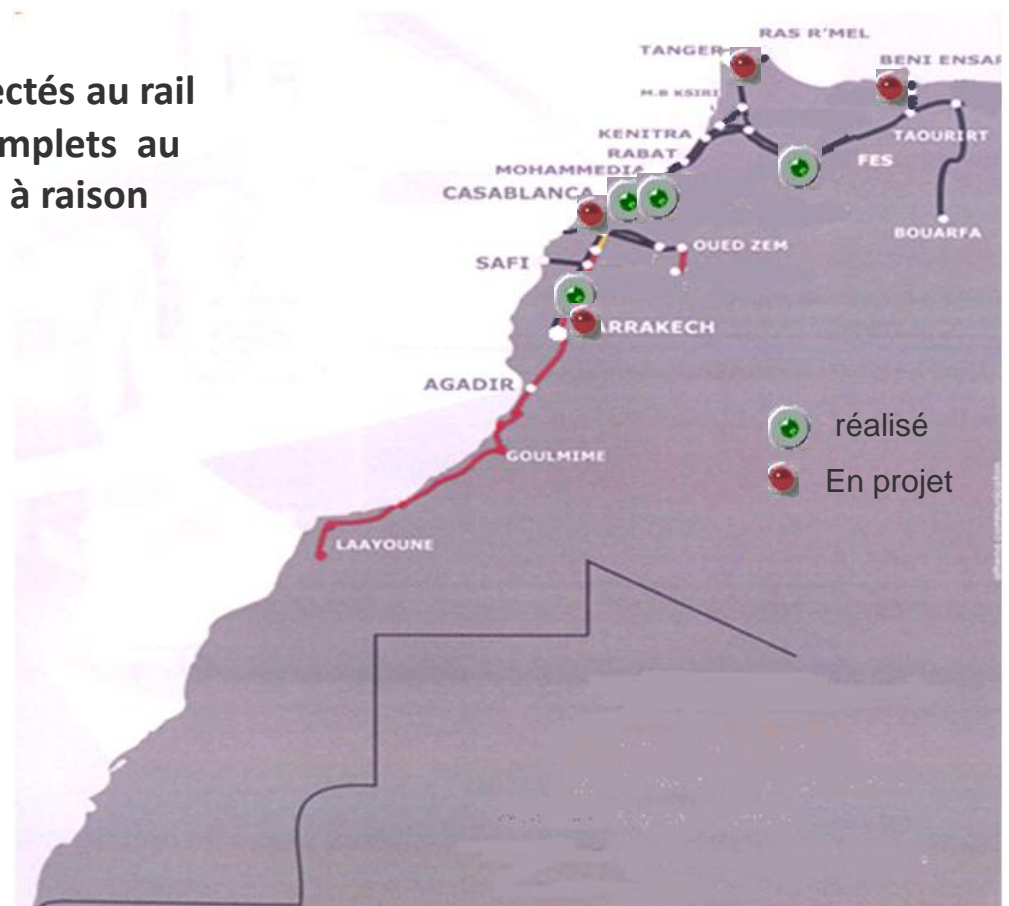 RAS R'MEL
TANGER
BENI ENSAR
ectés au rail
M.B KSIRI
mplets au
KENITRA
TAOURIRT
RABAT
FES
MOHAMMEDIA
à raison
CASABLANCA
BOUARFA
OUED ZEM
SAFI
ARRAKECH
AGADIR
réalisé
GOULMIME
En projet
LAAYOUNE